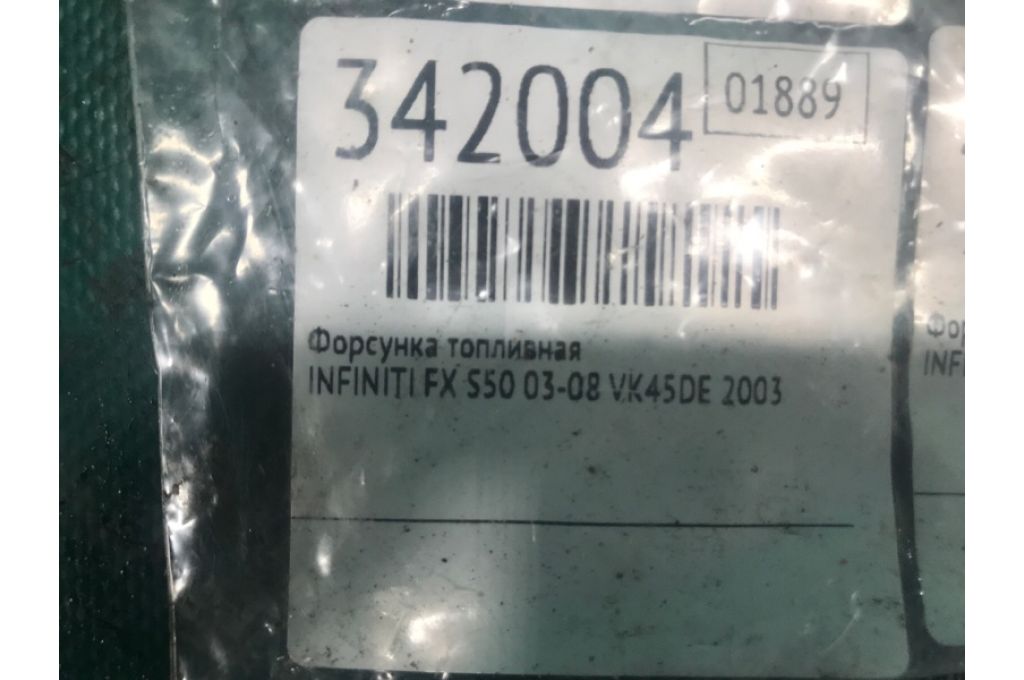 342004
01889
Форсунка топливная
INFINITI FX S50 03-08 VK45DE 2003